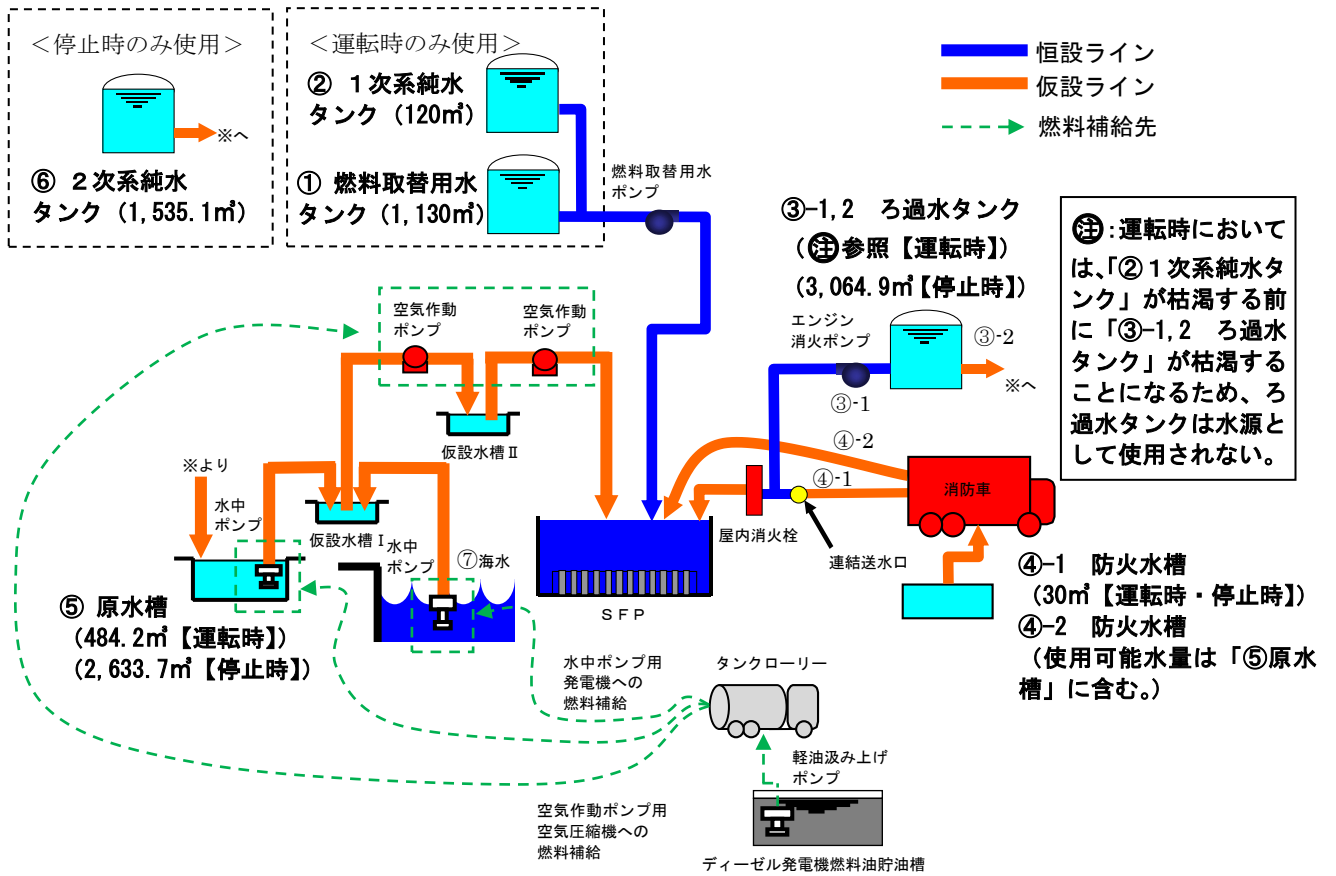 ＜停止時のみ使用＞
※へ
⑥ ２次系純水
タンク（1,535.1㎥）
＜運転時のみ使用＞
② １次系純水
タンク（120㎥）
① 燃料取替用水
タンク（1,130㎥）
燃料取替用水
ポンプ
恒設ライン
仮設ライン
燃料補給先
③-1,2 ろ過水タンク
（注参照【運転時】）
（3,064.9㎥【停止時】）
エンジン
消火ポンプ
③-2
※へ
③-1
注：運転時において
は、「②１次系純水タ
ンク」が枯渇する前
に「③-1,2 ろ過水
タンク」が枯渇する
ことになるため、ろ
過水タンクは水源と
して使用されない。
空気作動
ポンプ
空気作動
ポンプ
仮設水槽Ⅱ
※より
水中
ポンプ
仮設水槽Ⅰ
水中
ポンプ
⑦海水
⑤ 原水槽
（484.2㎥【運転時】）
（2,633.7㎥【停止時】）
ＳＦＰ
④-2
④-1
消防車
屋内消火栓
連結送水口
④-1 防火水槽
（30㎥【運転時・停止時】）
④-2 防火水槽
（使用可能水量は「⑤原水
槽」に含む。）
水中ポンプ用
発電機への
燃料補給
タンクローリー
軽油汲み上げ
ポンプ
空気作動ポンプ用
空気圧縮機への
燃料補給
ディーゼル発電機燃料油貯油槽